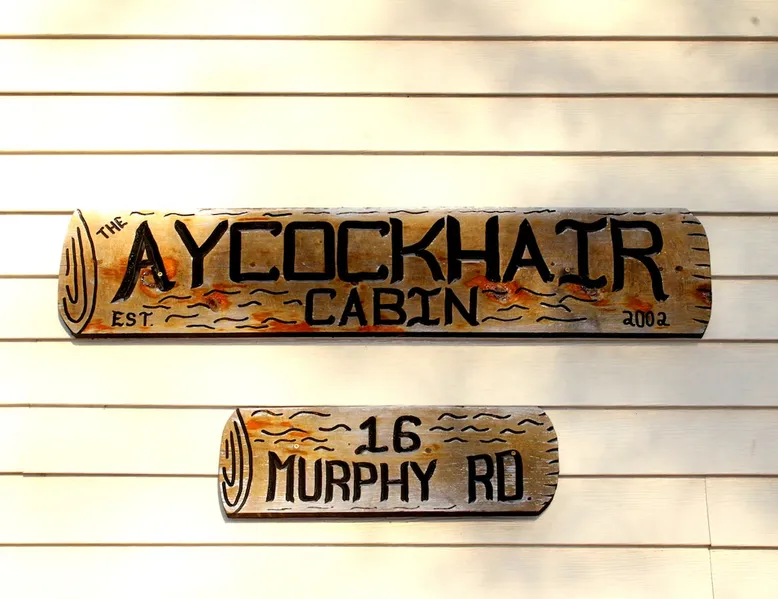 THE
AYCOCKHAIR
CABIN
EST. 2002
16
MURPHY RD.